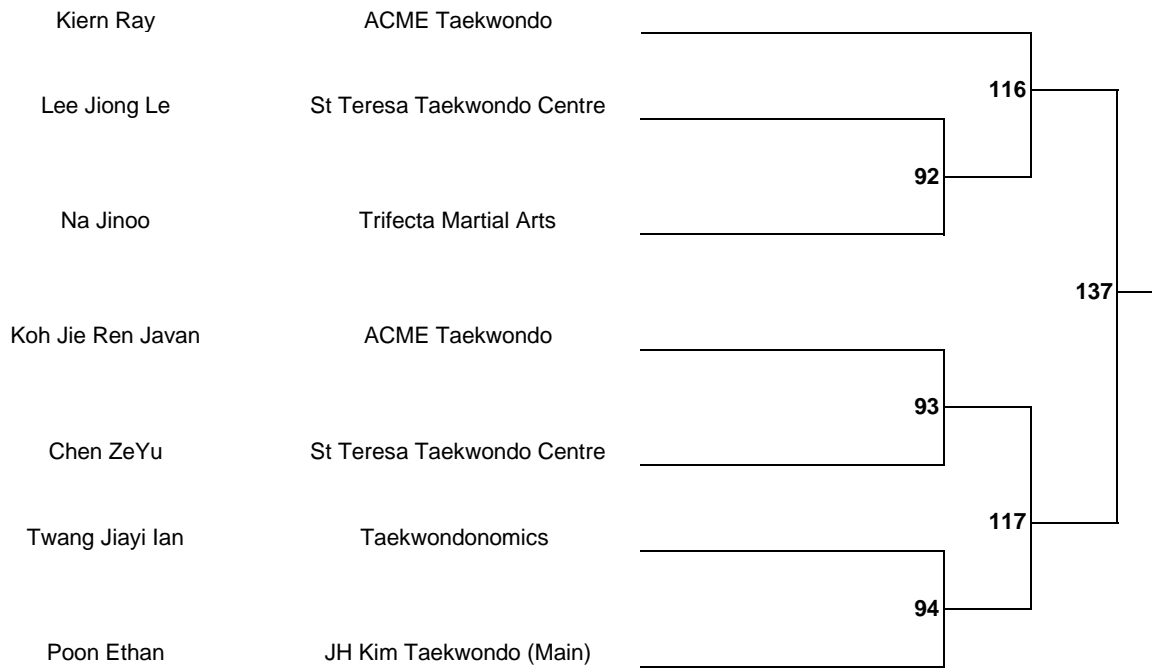 Kiern Ray ACME Taekwondo
116
Lee Jiong Le St Teresa Taekwondo Centre
92
Na Jinoo Trifecta Martial Arts
137
Koh Jie Ren Javan ACME Taekwondo
93
Chen ZeYu St Teresa Taekwondo Centre
117
Twang Jiayi Ian Taekwondonomics
94
Poon Ethan JH Kim Taekwondo (Main)